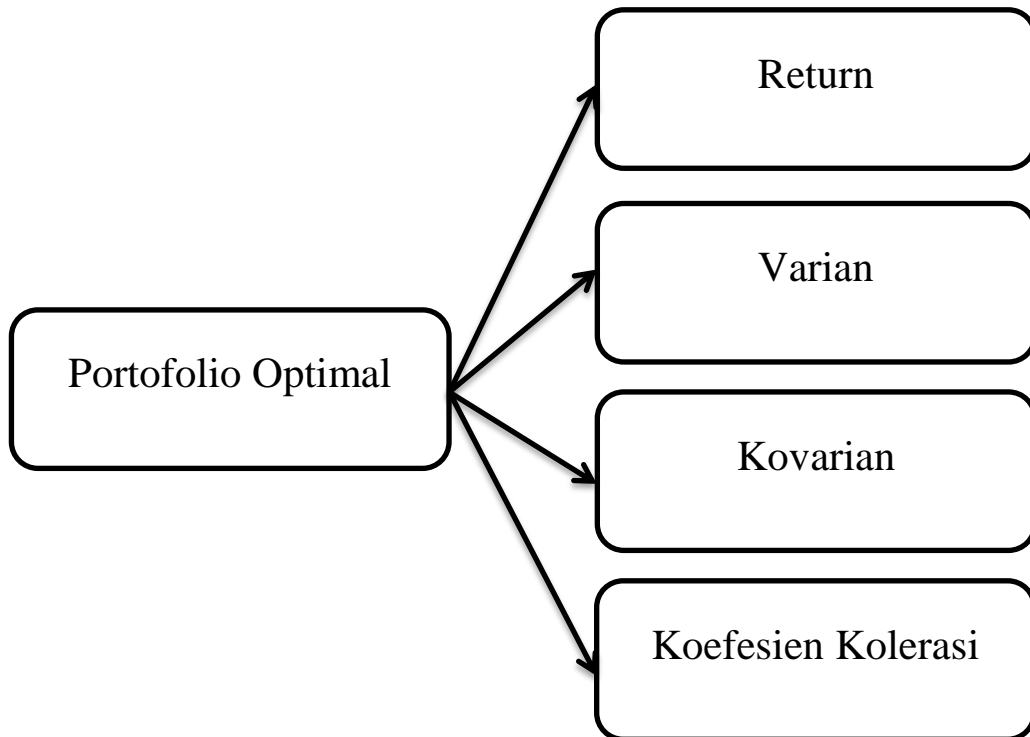 Return
Varian
Portofolio Optimal
Kovarian
Koefesien Kolerasi